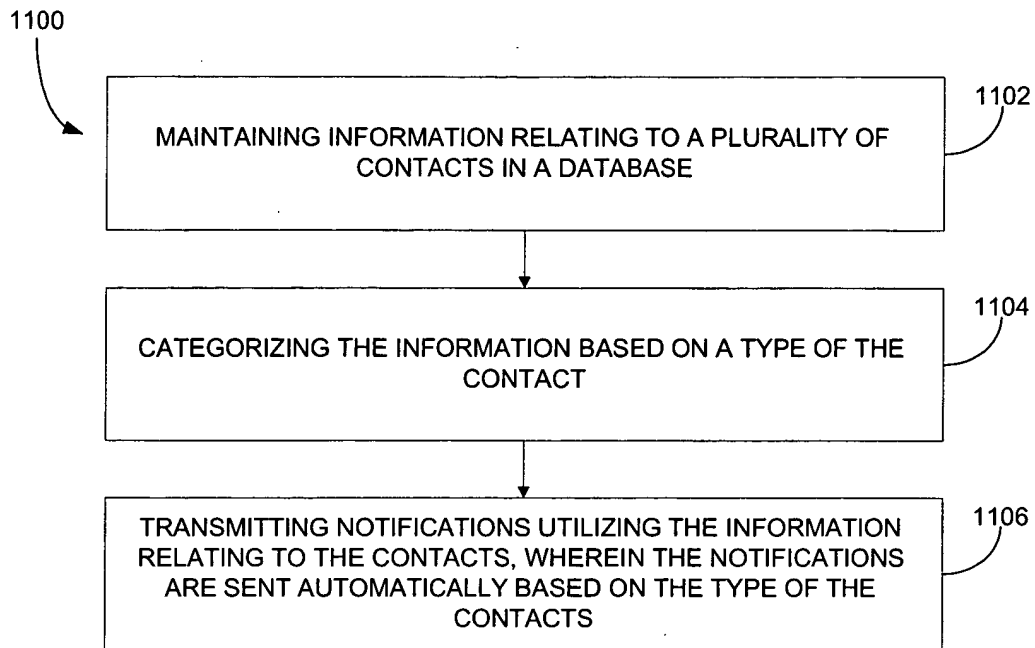 1100
1102
MAINTAINING INFORMATION RELATING TO A PLURALITY OF
CONTACTS IN A DATABASE
1104
CATEGORIZING THE INFORMATION BASED ON A TYPE OF THE
CONTACT
1106
TRANSMITTING NOTIFICATIONS UTILIZING THE INFORMATION
RELATING TO THE CONTACTS, WHEREIN THE NOTIFICATIONS
ARE SENT AUTOMATICALLY BASED ON THE TYPE OF THE
CONTACTS